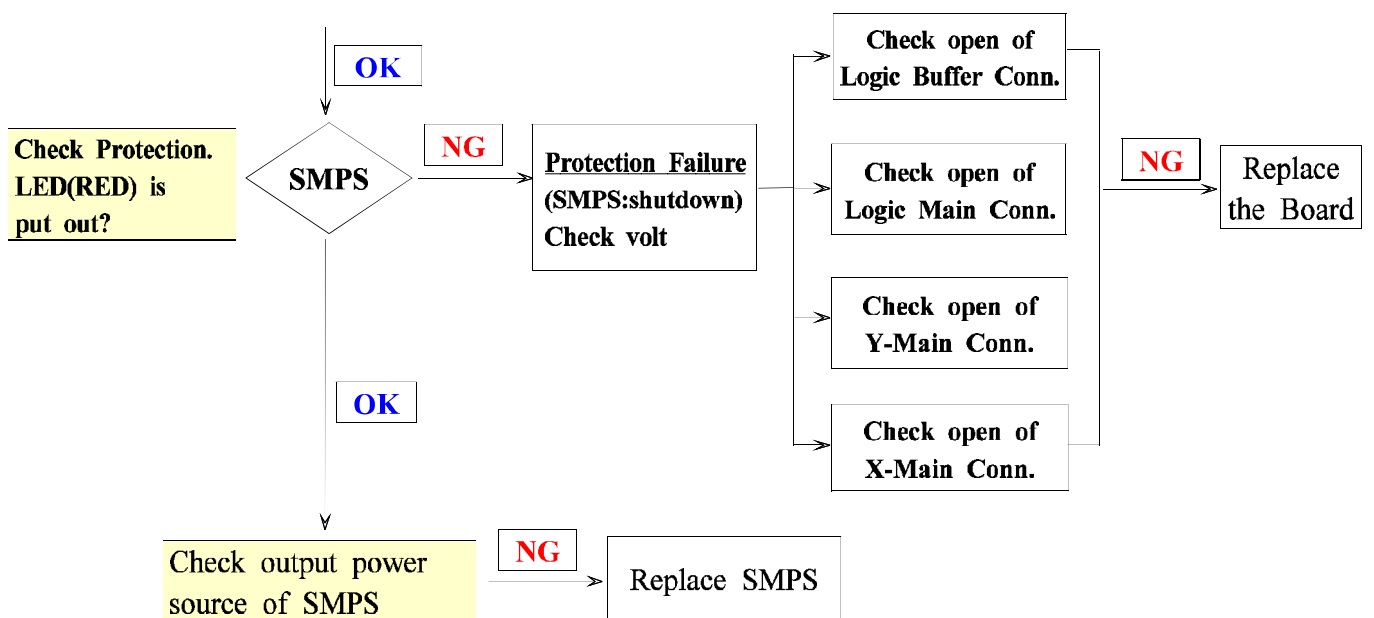 OK
Check Protection.
LED(RED) is
put out?
SMPS
NG
Protection Failure
(SMPS:shutdown)
Check volt
Check open of
Logic Buffer Conn.
Check open of
Logic Main Conn.
Check open of
Y-Main Conn.
Check open of
X-Main Conn.
NG
Replace
the Board
OK
Check output power
source of SMPS
NG
Replace SMPS